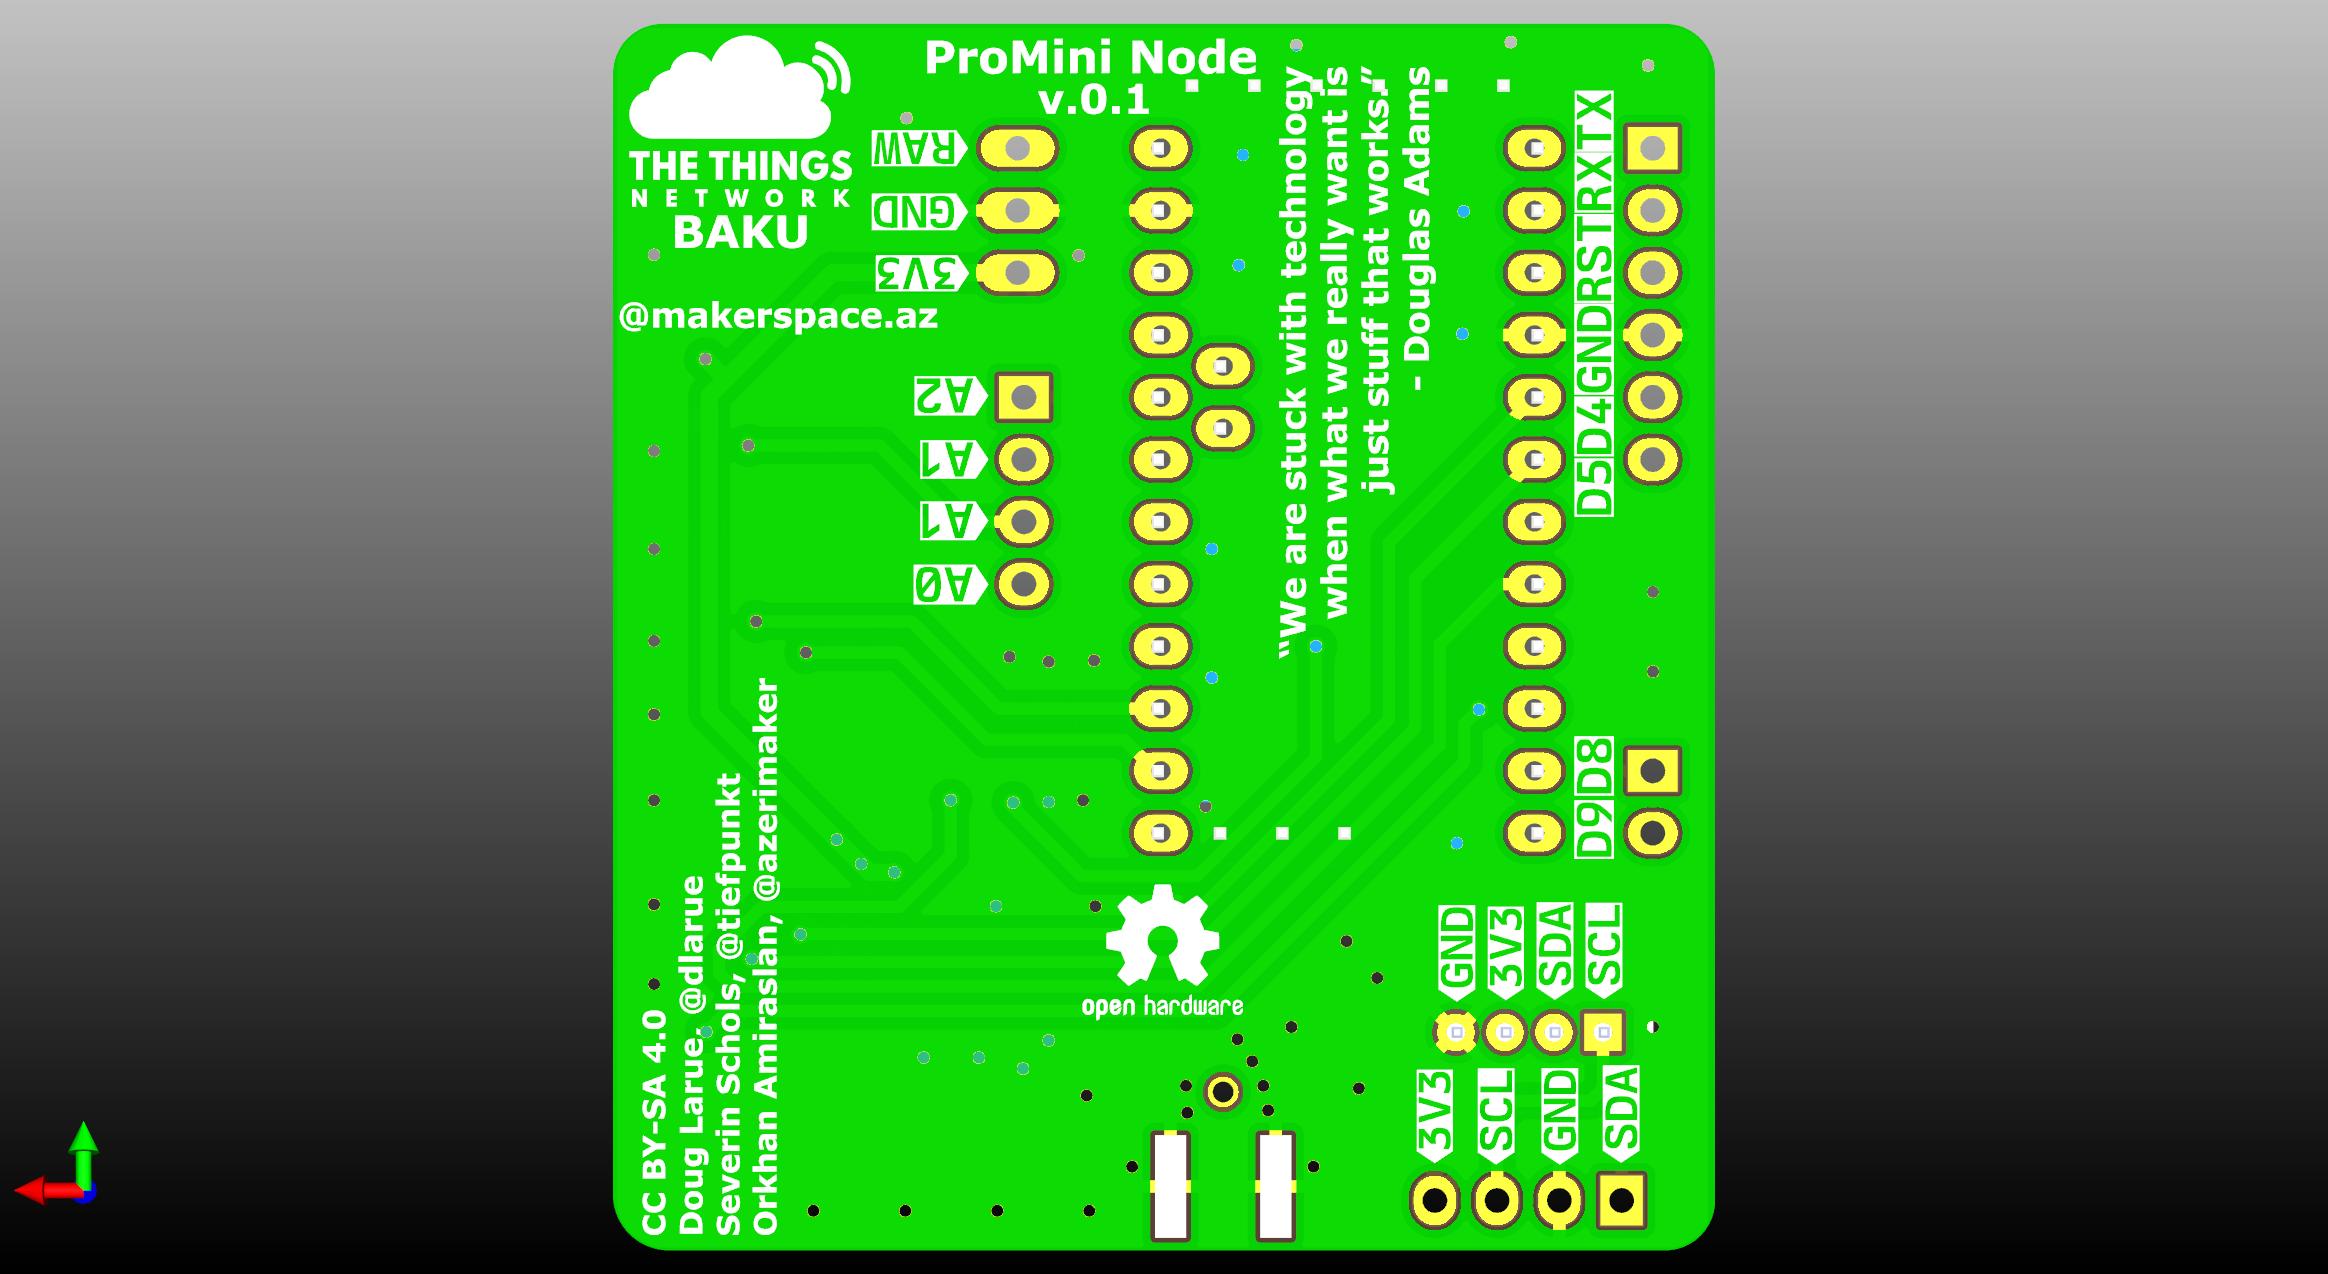 ProMini Node
v.0.1
THE THINGS
NETWORK
BAKU
@makerspace.az
RAW
GND
3V3
A2
A1
A1
A0
“We are stuck with technology
when what we really want is
just stuff that works.”
- Douglas Adams
TX
RX
RST
GND
D4
D5
D8
D9
CC BY-SA 4.0
Doug Larue, @dlarue
Severin Schols, @tiefpunkt
Orkhan Amiraslan, @azerimaker
open hardware
GND
3V3
SDA
SCL
3V3
SCL
GND
SDA